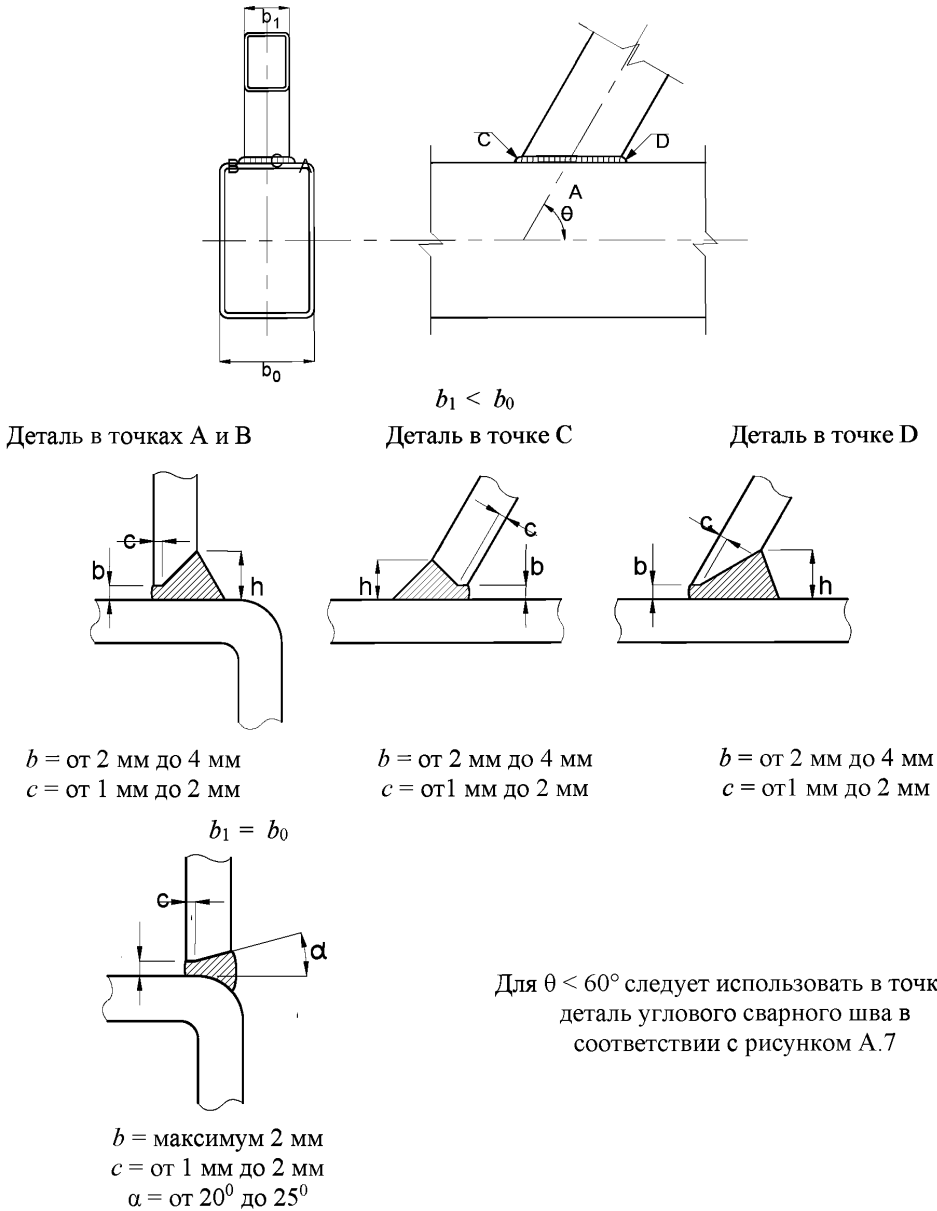 b1
C
D
B
C
A
A
θ
b0
b1 < b0
Деталь в точках А и В
Деталь в точке С
Деталь в точке D
c
b
h
h
c
b
c
b
h
b = от 2 мм до 4 мм
c = от 1 мм до 2 мм
b = от 2 мм до 4 мм
c = от1 мм до 2 мм
b = от 2 мм до 4 мм
c = от1 мм до 2 мм
b1 = b0
c
α
Для θ < 60° следует использовать в точк
деталь углового сварного шва в
соответствии с рисунком А.7
b = максимум 2 мм
c = от 1 мм до 2 мм
α = от 20⁰ до 25⁰